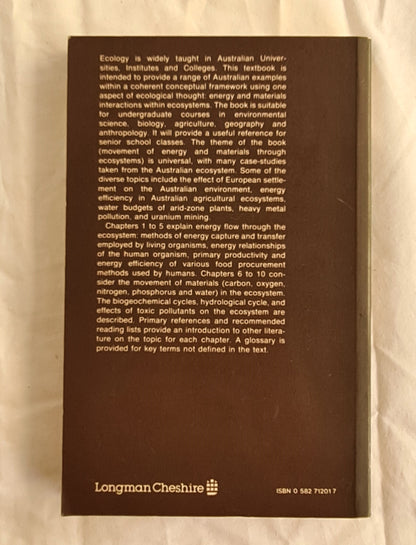 Ecology is widely taught in Australian Univer-
sities, Institutes and Colleges. This textbook is
intended to provide a range of Australian examples
within a coherent conceptual framework using one
aspect of ecological thought: energy and materials
interactions within ecosystems. The book is suitable
for undergraduate courses in environmental
science, biology, agriculture, geography and
anthropology. It will provide a useful reference for
senior school classes. The theme of the book
(movement of energy and materials through
ecosystems) is universal, with many case-studies
taken from the Australian ecosystem. Some of the
diverse topics include the effect of European settle-
ment on the Australian environment, energy
efficiency in Australian agricultural ecosystems,
water budgets of arid-zone plants, heavy metal
pollution, and uranium mining.
Chapters 1 to 5 explain energy flow through the
ecosystem: methods of energy capture and transfer
employed by living organisms, energy relationships
of the human organism, primary productivity and
energy efficiency of various food procurement
methods used by humans. Chapters 6 to 10 con-
sider the movement of materials (carbon, oxygen,
nitrogen, phosphorus and water) in the ecosystem.
The biogeochemical cycles, hydrological cycle, and
effects of toxic pollutants on the ecosystem are
described. Primary references and recommended
reading lists provide an introduction to other litera-
ture on the topic for each chapter. A glossary is
provided for key terms not defined in the text.
Longman Cheshire
ISBN 0 582 71201 7